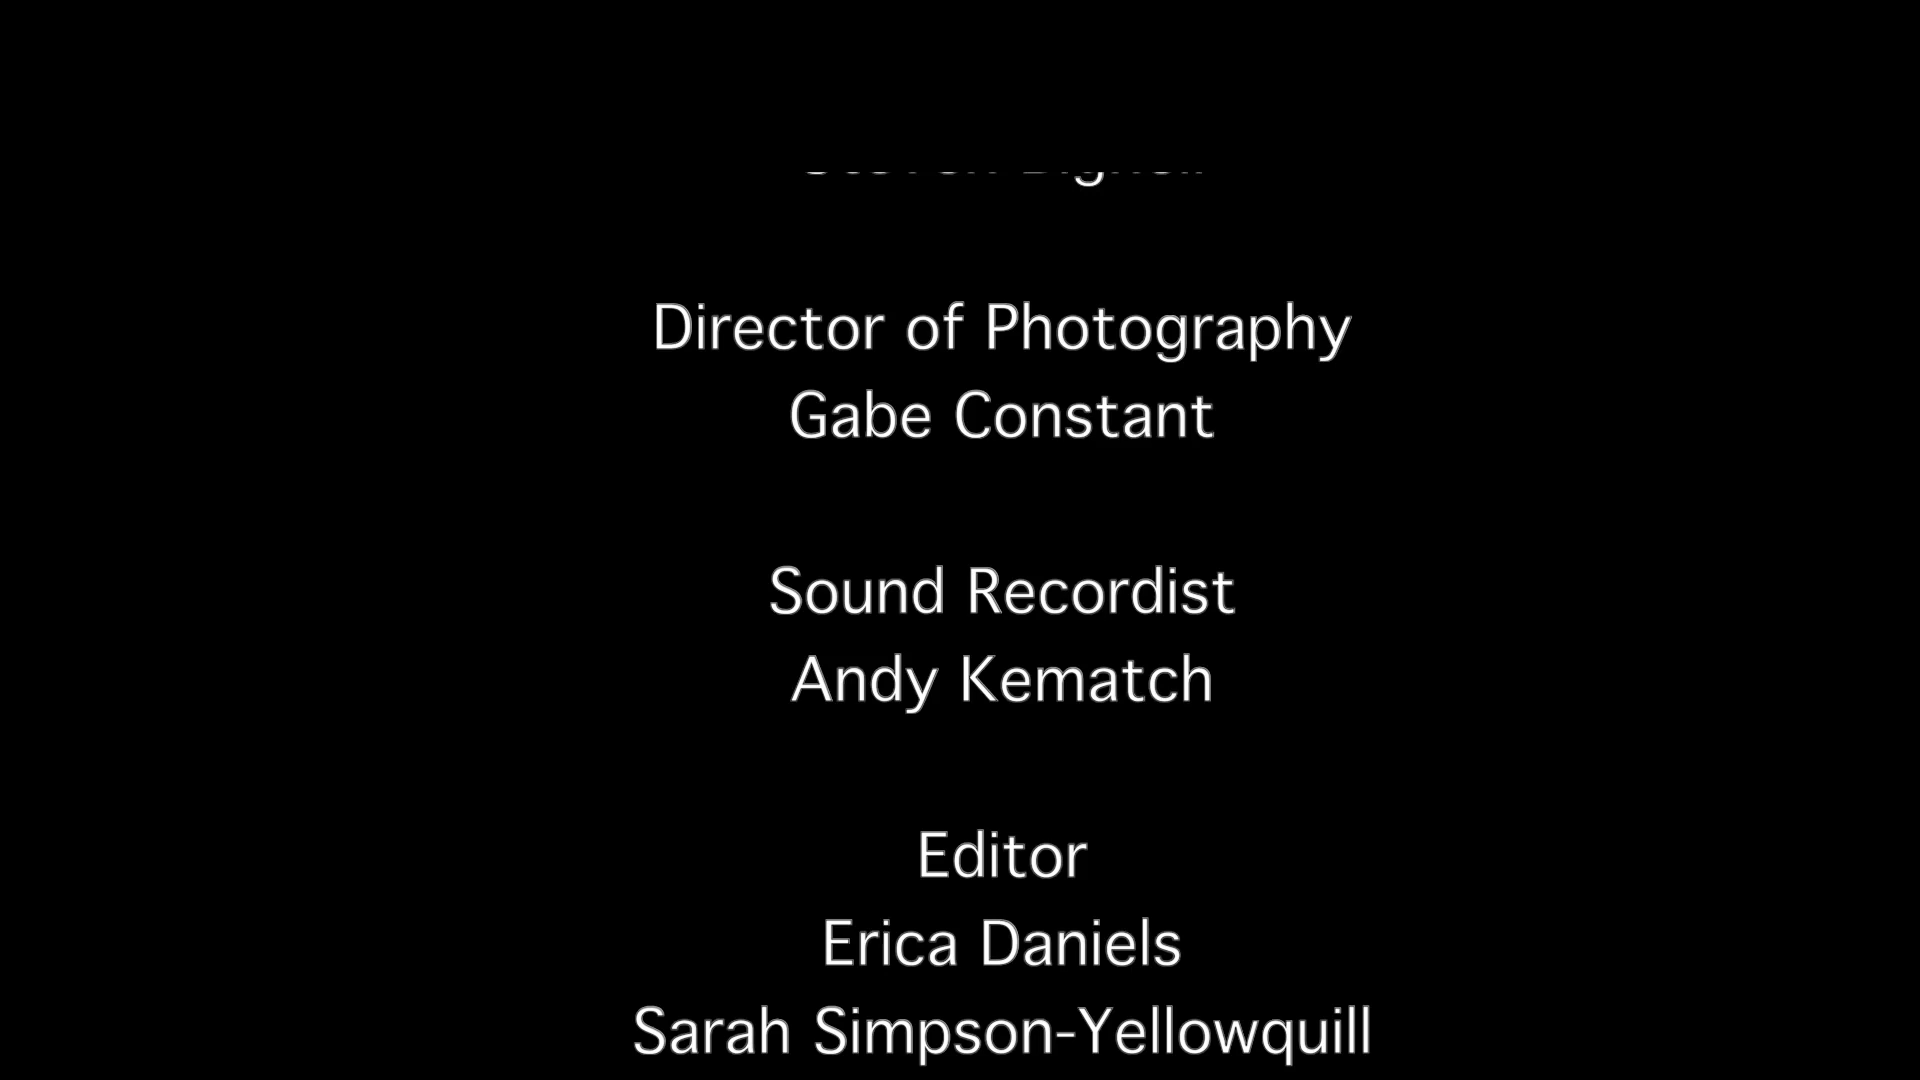 Director of Photography
Gabe Constant
Sound Recordist
Andy Kematch
Editor
Erica Daniels
Sarah Simpson-Yellowquill